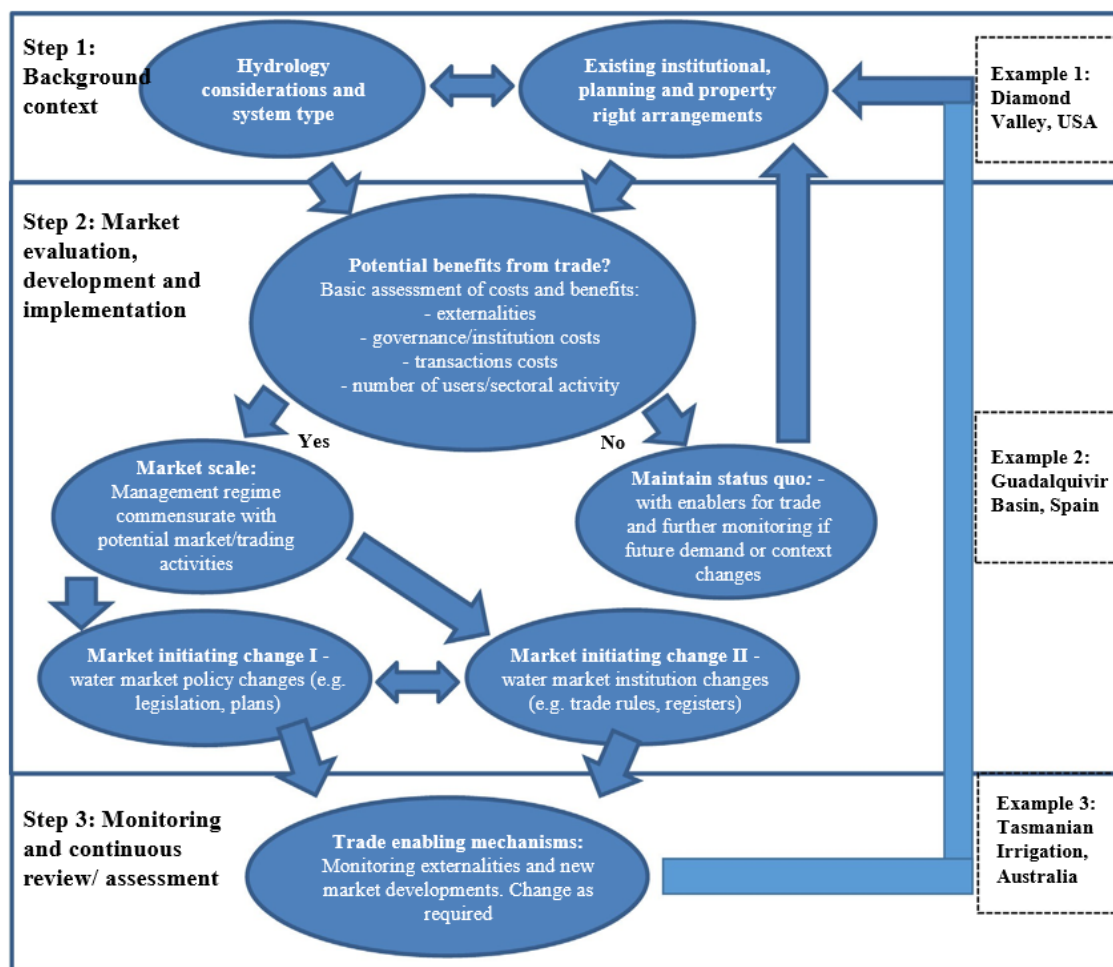 Step 1:
Background
context
Hydrology
considerations and
system type
Existing institutional,
planning and property
right arrangements
Example 1:
Diamond
Valley, USA
Step 2: Market
evaluation,
development and
implementation
Potential benefits from trade?
Basic assessment of costs and benefits:
- externalities
- governance/institution costs
- transactions costs
- number of users/sectoral activity
Yes
No
Market scale:
Management regime
commensurate with
potential market/trading
activities
Maintain status quo: -
with enablers for trade
and further monitoring if
future demand or context
changes
Example 2:
Guadalquivir
Basin, Spain
Market initiating change I -
water market policy changes (e.g.
legislation, plans)
Market initiating change II -
water market institution changes
(e.g. trade rules, registers)
Step 3: Monitoring
and continuous
review/ assessment
Trade enabling mechanisms:
Monitoring externalities and new
market developments. Change as
required
Example 3:
Tasmanian
Irrigation,
Australia